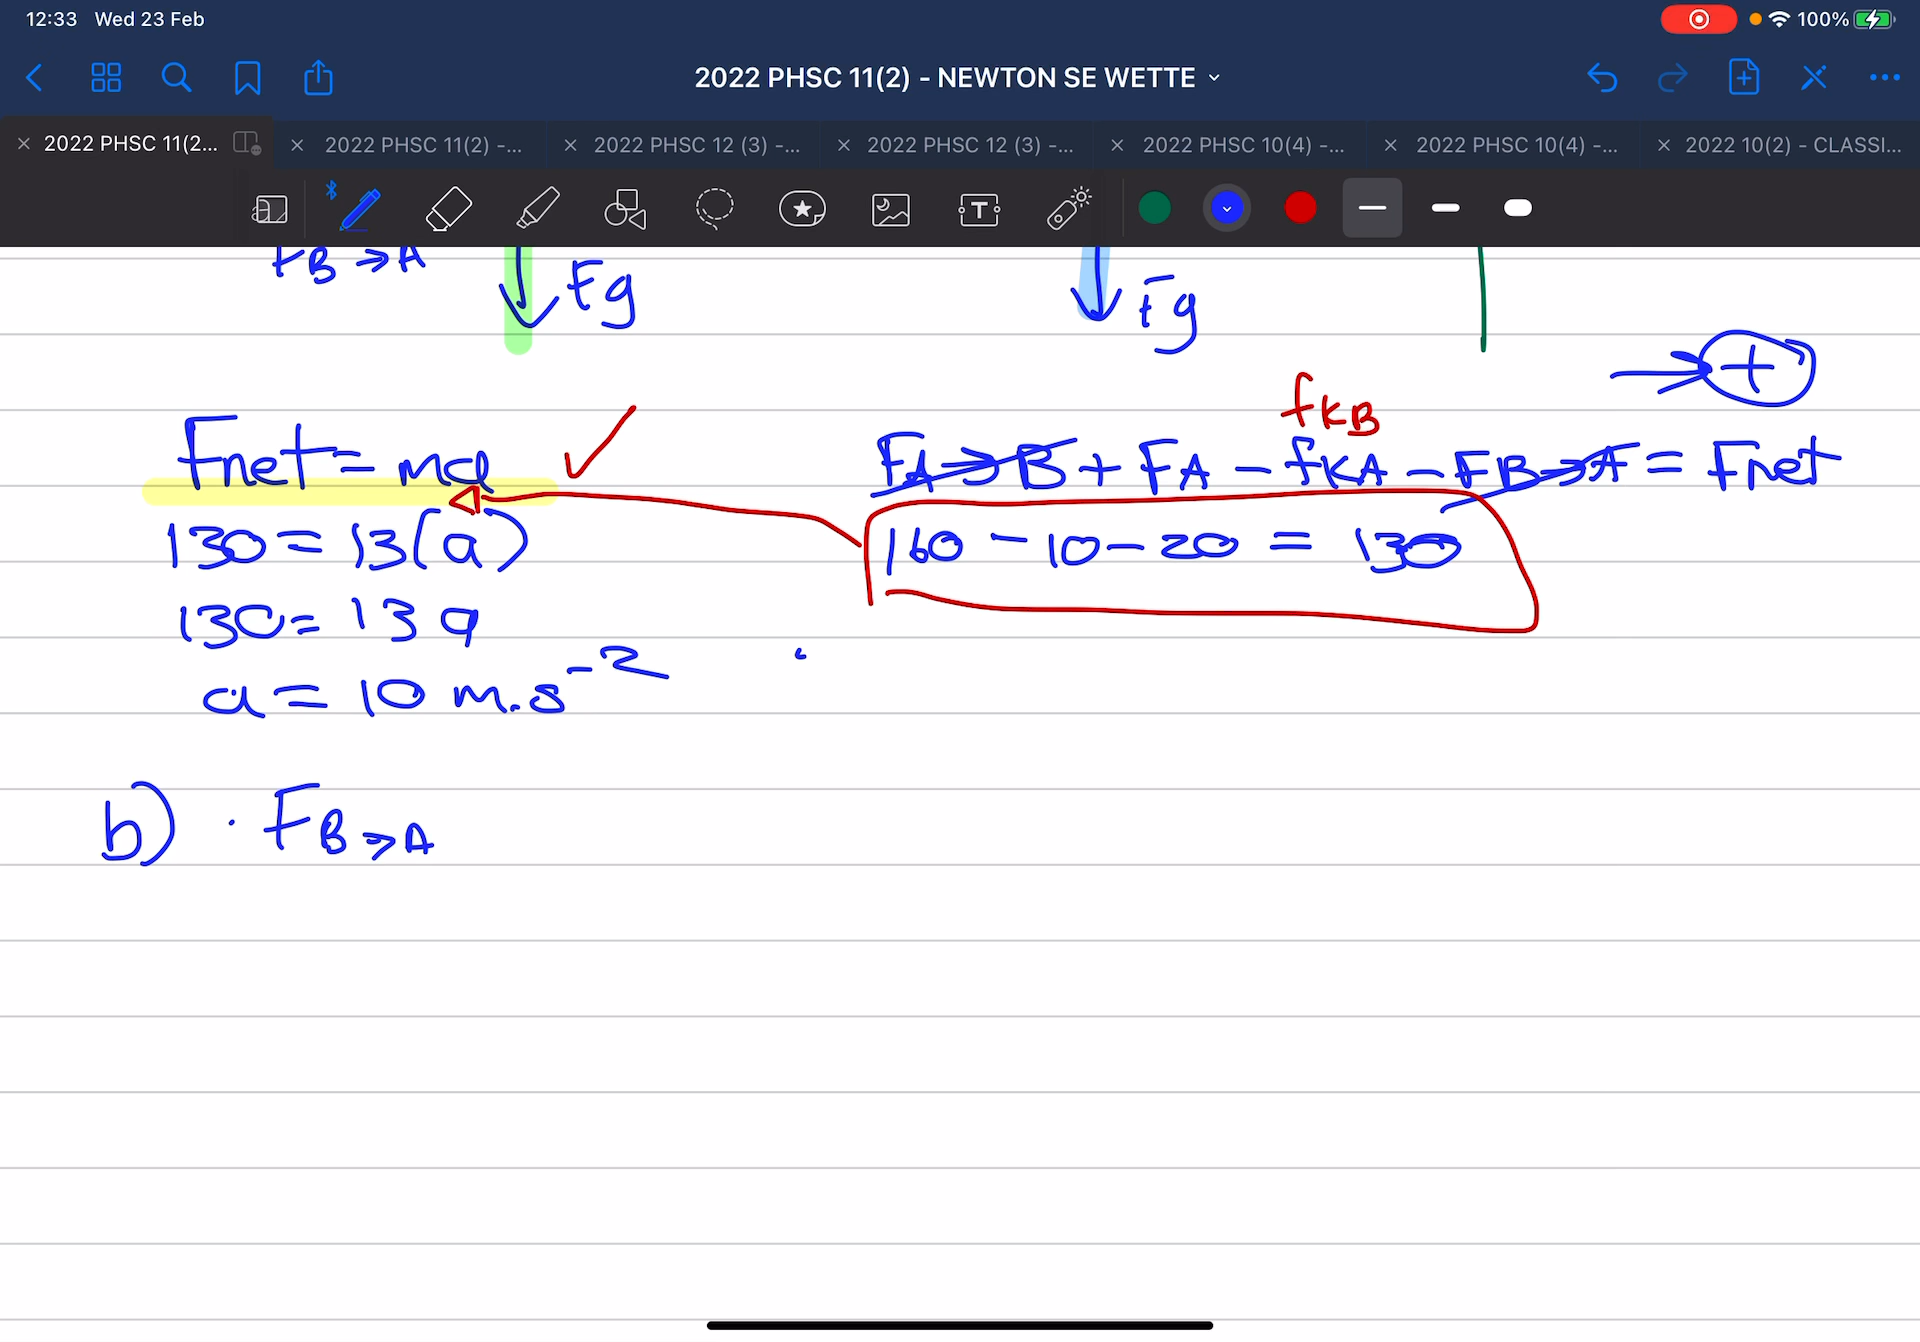 12:33 Wed 23 Feb
100%
2022 PHSC 11(2) - NEWTON SE WETTE
2022 PHSC 11(2... 2022 PHSC 11(2) -... 2022 PHSC 12 (3) -... 2022 PHSC 12 (3) -... 2022 PHSC 10(4) -... 2022 PHSC 10(4) -... 2022 10(2) - CLASSI...
FB→A Fg Fg
+
fKB
Fnet = ma
FA→B + FA - fKA - FB→A = Fnet
130 = 13(a)
160 - 10 - 20 = 130
130 = 13a
a = 10 m.s⁻²
b) · FB→A